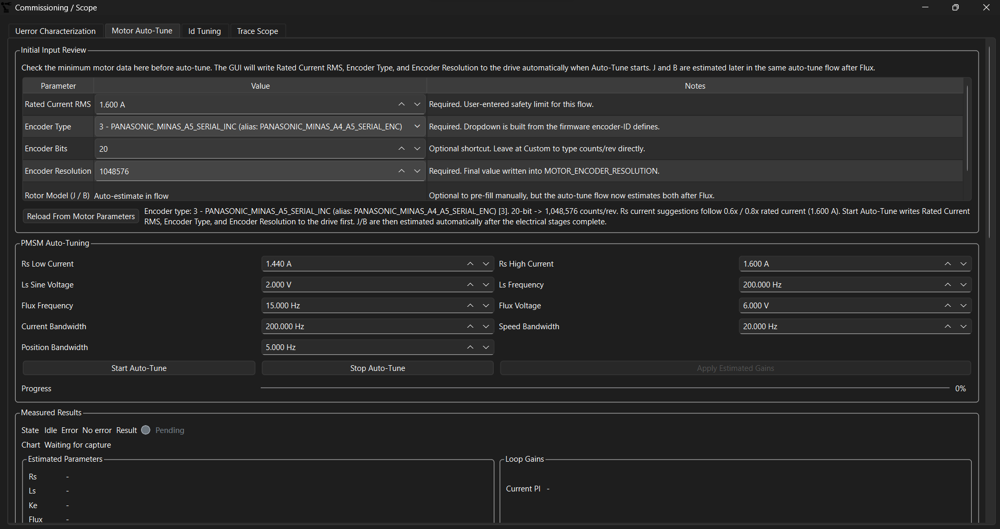 Commissioning / Scope
Uerror Characterization Motor Auto-Tune Id Tuning Trace Scope
Initial Input Review
Check the minimum motor data here before auto-tune. The GUI will write Rated Current RMS, Encoder Type, and Encoder Resolution to the drive automatically when Auto-Tune starts. J and B are estimated later in the same auto-tune flow after Flux.
Parameter Value Notes
Rated Current RMS 1.600 A Required. User-entered safety limit for this flow.
Encoder Type 3 - PANASONIC_MINAS_A5_SERIAL_INC (alias: PANASONIC_MINAS_A4_A5_SERIAL_ENC) Required. Dropdown is built from the firmware encoder-ID defines.
Encoder Bits 20 Optional shortcut. Leave at Custom to type counts/rev directly.
Encoder Resolution 1048576 Required. Final value written into MOTOR_ENCODER_RESOLUTION.
Rotor Model (J / B) Auto-estimate in flow Optional to pre-fill manually, but the auto-tune flow now estimates both after Flux.
Reload From Motor Parameters
Encoder type: 3 - PANASONIC_MINAS_A5_SERIAL_INC (alias: PANASONIC_MINAS_A4_A5_SERIAL_ENC) [3]. 20-bit -> 1,048,576 counts/rev. Rs current suggestions follow 0.6x / 0.8x rated current (1.600 A). Start Auto-Tune writes Rated Current
RMS, Encoder Type, and Encoder Resolution to the drive first. J/B are then estimated automatically after the electrical stages complete.
PMSM Auto-Tuning
Rs Low Current 1.440 A Rs High Current 1.600 A
Ls Sine Voltage 2.000 V Ls Frequency 200.000 Hz
Flux Frequency 15.000 Hz Flux Voltage 6.000 V
Current Bandwidth 200.000 Hz Speed Bandwidth 20.000 Hz
Position Bandwidth 5.000 Hz
Start Auto-Tune Stop Auto-Tune Apply Estimated Gains
Progress 0%
Measured Results
State Idle Error No error Result Pending
Chart Waiting for capture
Estimated Parameters
Rs -
Ls -
Ke -
Flux -
Loop Gains
Current PI -